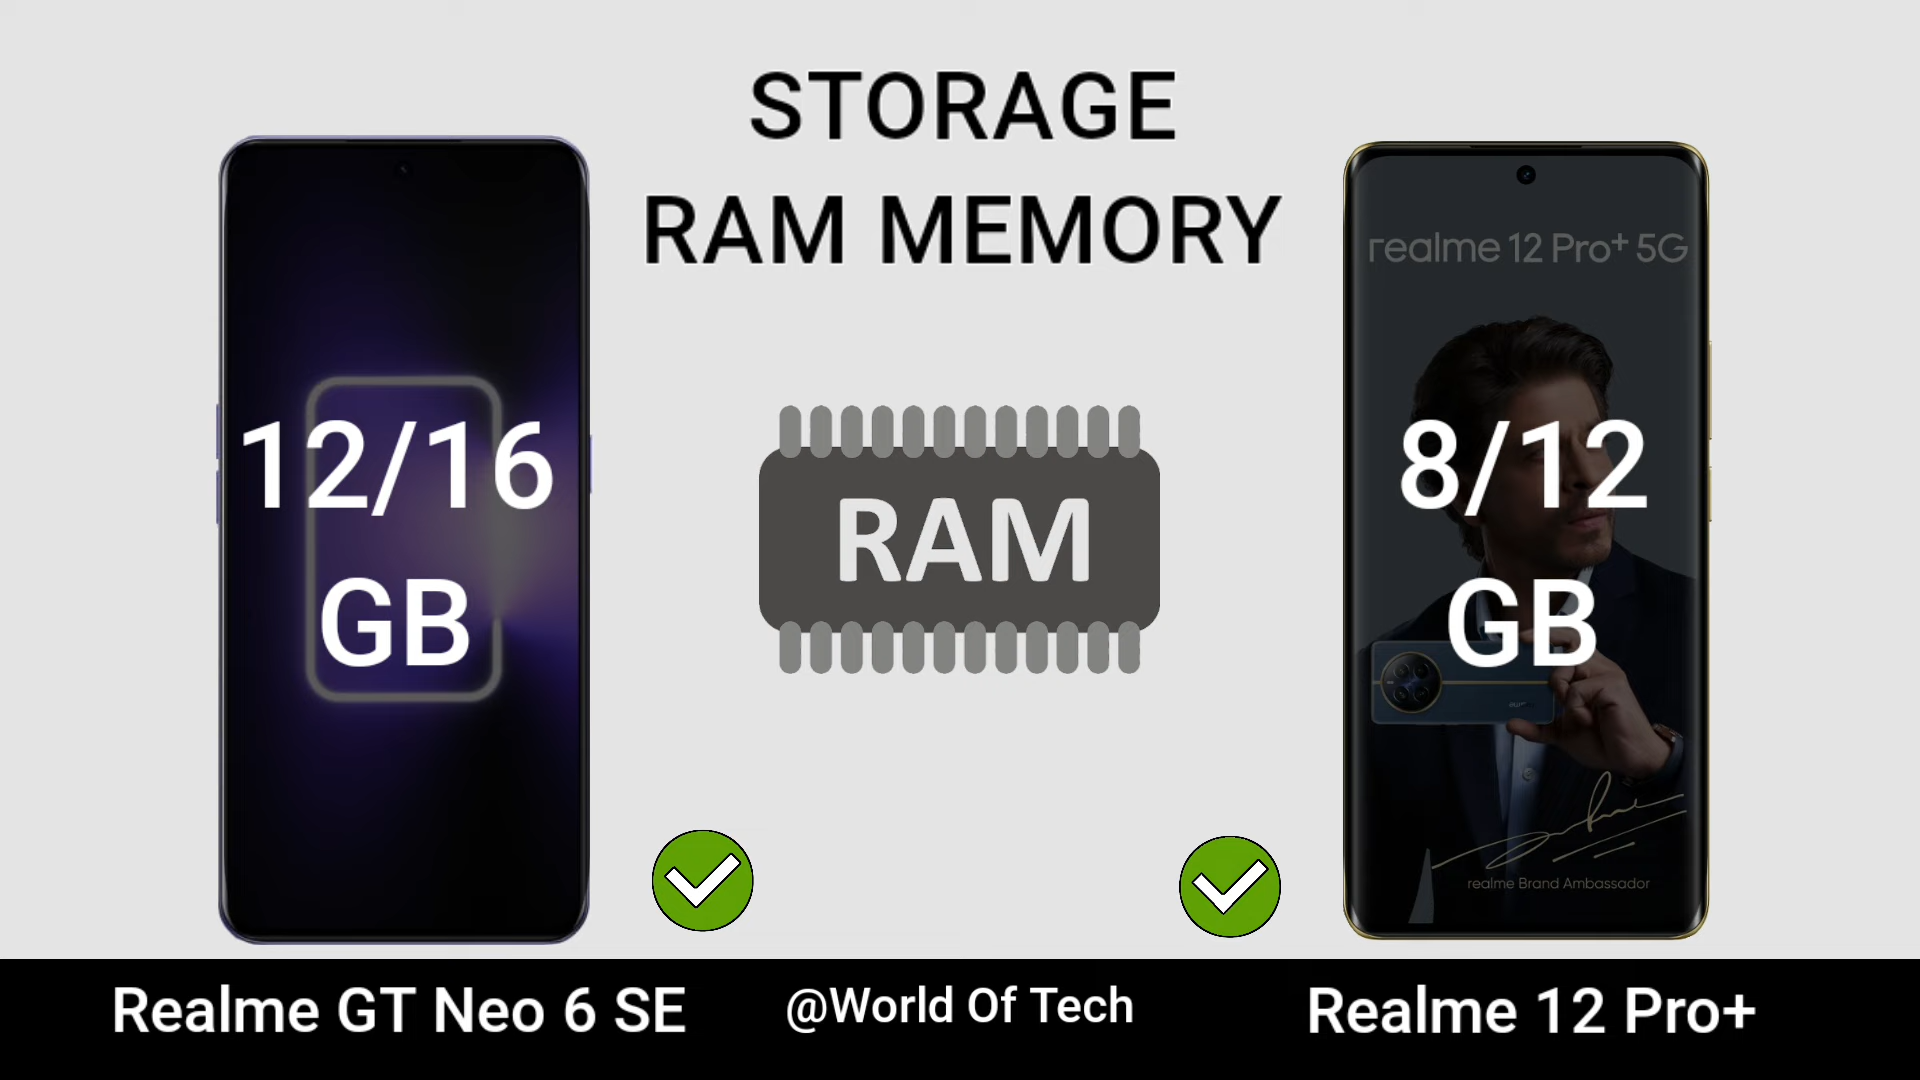 STORAGE
RAM MEMORY
12/16
GB
RAM
realme 12 Pro+ 5G
8/12
GB
realme Brand Ambassador
Realme GT Neo 6 SE
@World Of Tech
Realme 12 Pro+